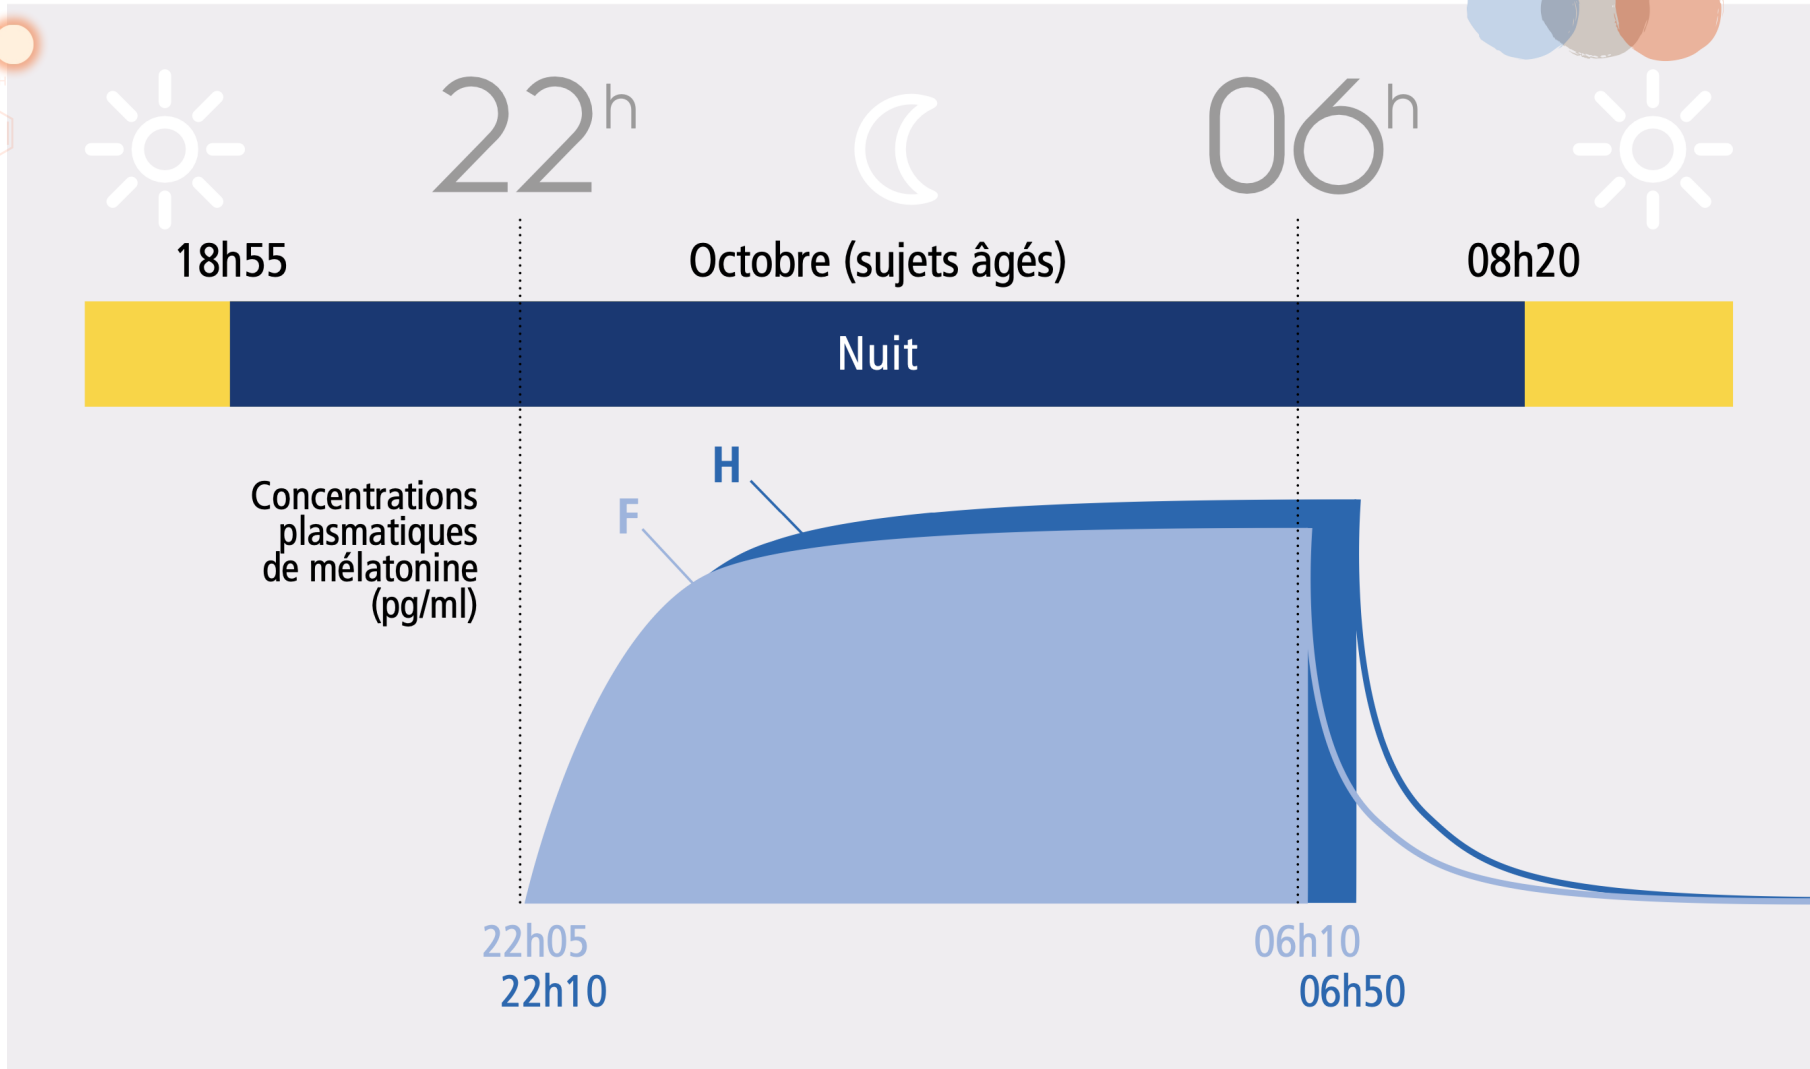 22h
06h
18h55
Octobre (sujets âgés)
08h20
Nuit
H
F
Concentrations
plasmatiques
de mélatonine
(pg/ml)
22h05
06h10
22h10
06h50